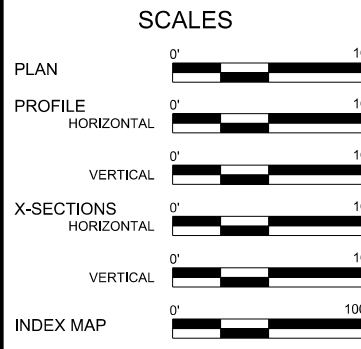 SCALES
0'
PLAN
0'
PROFILE
HORIZONTAL
0'
VERTICAL
0'
X-SECTIONS
HORIZONTAL
0'
VERTICAL
0'
INDEX MAP